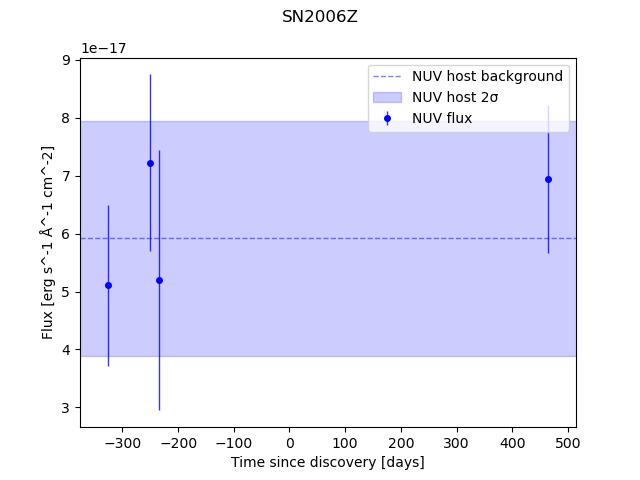 SN2006Z
1e−17
NUV host background
NUV host 2σ
NUV flux
9
8
7
6
5
4
3
Flux [erg s^-1 Å^-1 cm^-2]
−300 −200 −100 0 100 200 300 400 500
Time since discovery [days]